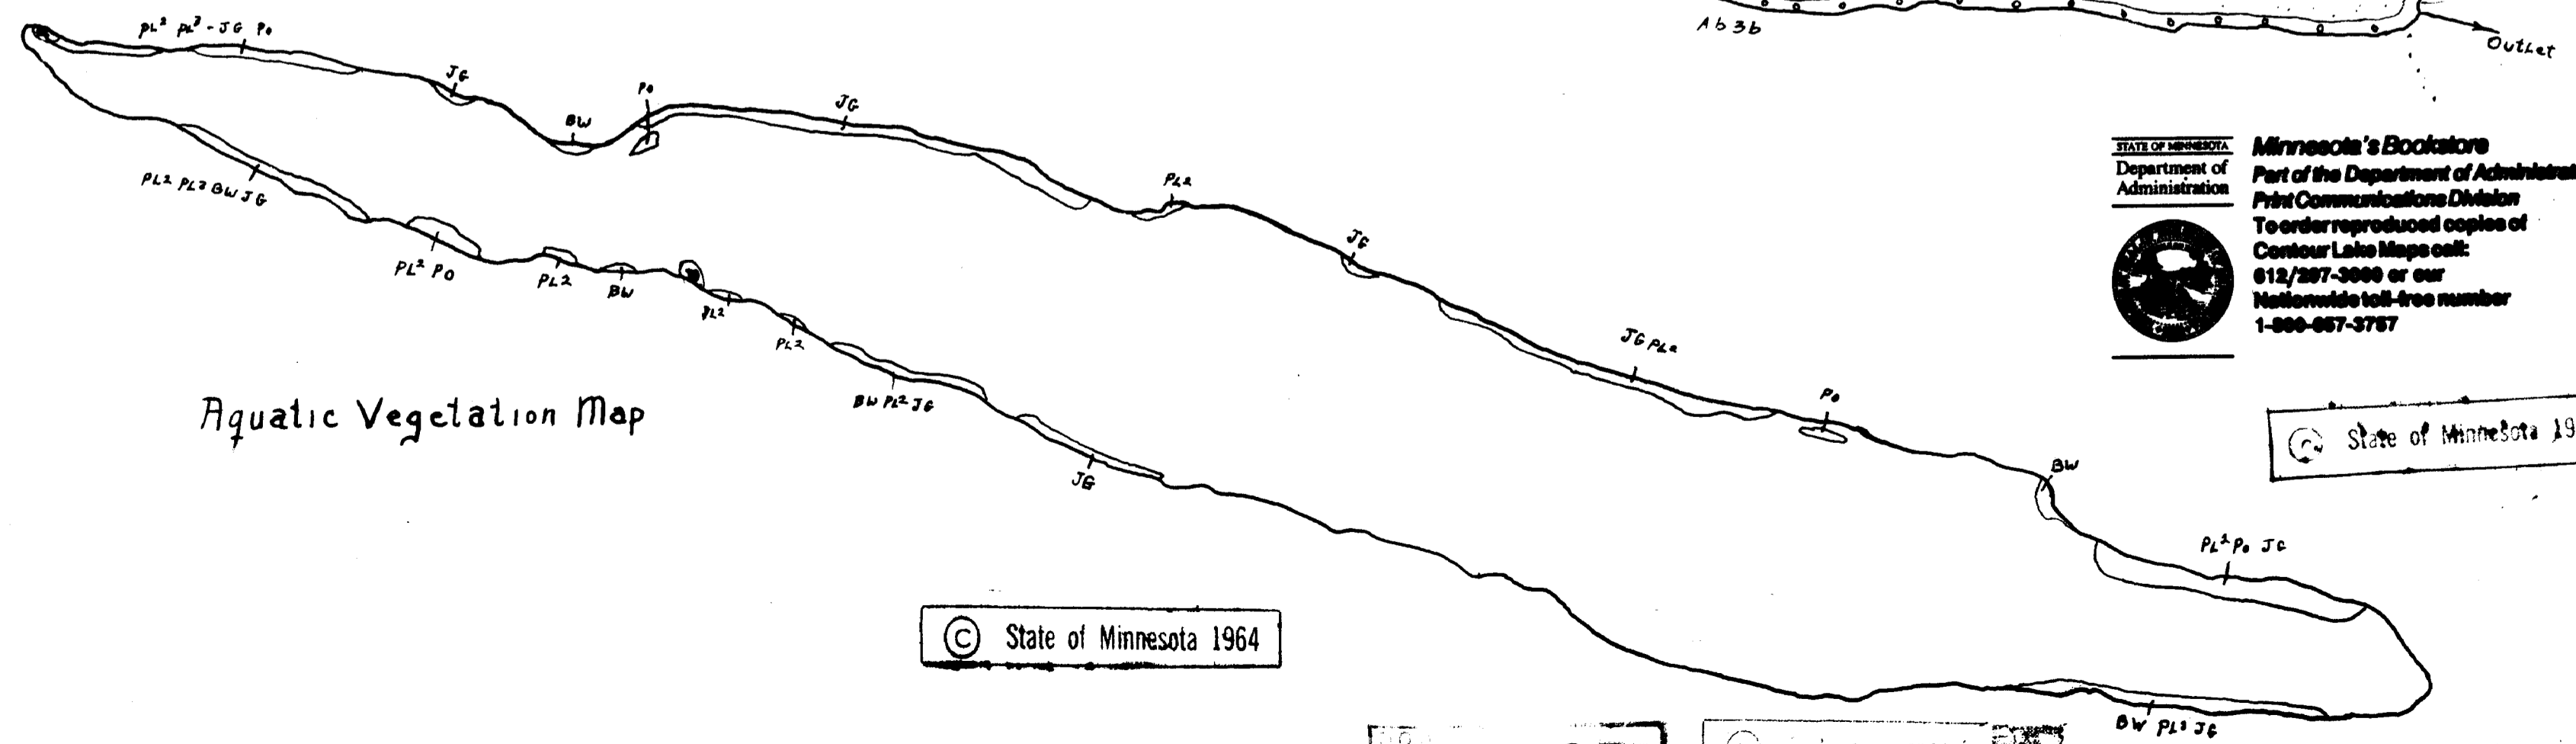 Ab3b
Outlet
PL² PL³ - JG Po
JG
BW
Po
JG
PL2
JG
JG PL2
Po
BW
PL² Po JG
PL² PL3 BW JG
PL² PO
PL2
BW
PL2
PL2
BW PL² JG
JG
BW PL² JG
Aquatic Vegetation Map
© State of Minnesota 1964
STATE OF MINNESOTA
Department of
Administration
Minnesota's Bookstore
Part of the Department of Administrat
Print Communications Division
To order reproduced copies of
Contour Lake Maps call:
612/297-3000 or our
Nationwide toll-free number
1-800-657-3757
© State of Minnesota 19